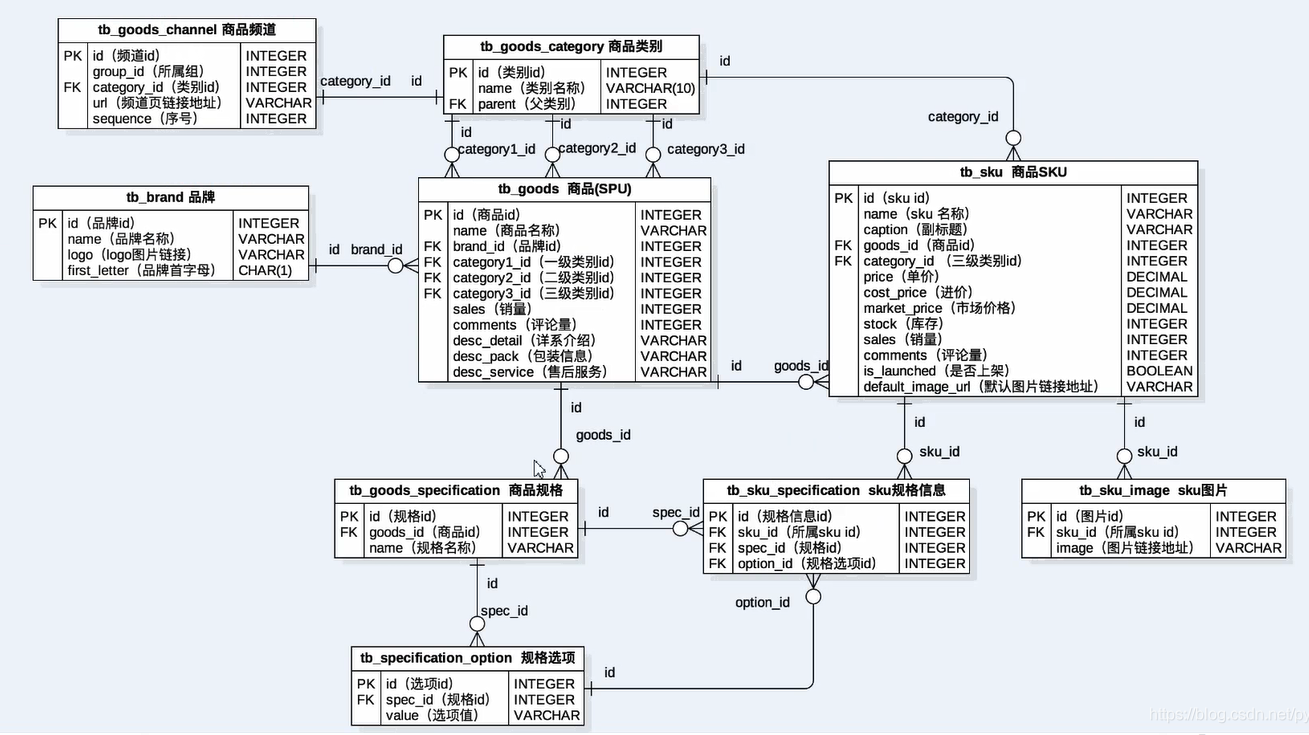 tb_goods_channel 商品频道
PK id（频道id） INTEGER
group_id（所属组） INTEGER
FK category_id（类别id） INTEGER
url（频道页链接地址） VARCHAR
sequence（序号） INTEGER
category_id id
tb_goods_category 商品类别
PK id（类别id） INTEGER
name（类别名称） VARCHAR(10)
FK parent（父类别） INTEGER
id
category_id
id
category1_id
id
category2_id
id
category3_id
tb_brand 品牌
PK id（品牌id） INTEGER
name（品牌名称） VARCHAR
logo（logo图片链接） VARCHAR
first_letter（品牌首字母） CHAR(1)
id brand_id
tb_goods 商品(SPU)
PK id（商品id） INTEGER
name（商品名称） VARCHAR
FK brand_id（品牌id） INTEGER
FK category1_id（一级类别id） INTEGER
FK category2_id（二级类别id） INTEGER
FK category3_id（三级类别id） INTEGER
sales（销量） INTEGER
comments（评论量） INTEGER
desc_detail（详系介绍） VARCHAR
desc_pack（包装信息） VARCHAR
desc_service（售后服务） VARCHAR
id goods_id
tb_sku 商品SKU
PK id（sku id） INTEGER
name（sku 名称） VARCHAR
caption（副标题） VARCHAR
FK goods_id（商品id） INTEGER
FK category_id （三级类别id） INTEGER
price（单价） DECIMAL
cost_price（进价） DECIMAL
market_price（市场价格） DECIMAL
stock（库存） INTEGER
sales（销量） INTEGER
comments（评论量） INTEGER
is_launched（是否上架） BOOLEAN
default_image_url（默认图片链接地址） VARCHAR
id
goods_id
id
sku_id
id
sku_id
tb_goods_specification 商品规格
PK id（规格id） INTEGER
FK goods_id（商品id） INTEGER
name（规格名称） VARCHAR
id spec_id
tb_sku_specification sku规格信息
PK id（规格信息id） INTEGER
FK sku_id（所属sku id） INTEGER
FK spec_id（规格id） INTEGER
FK option_id（规格选项id） INTEGER
tb_sku_image sku图片
PK id（图片id） INTEGER
FK sku_id（所属sku id） INTEGER
image（图片链接地址） VARCHAR
id
spec_id
option_id
tb_specification_option 规格选项
PK id（选项id） INTEGER
FK spec_id（规格id） INTEGER
value（选项值） VARCHAR
id
https://blog.csdn.net/py